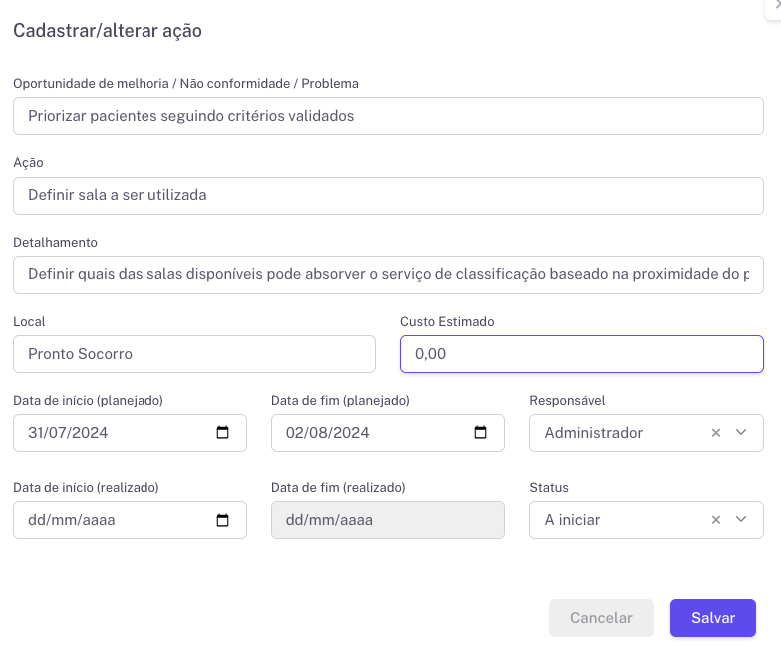 Cadastrar/alterar ação
Oportunidade de melhoria / Não conformidade / Problema
Priorizar pacientes seguindo critérios validados
Ação
Definir sala a ser utilizada
Detalhamento
Definir quais das salas disponíveis pode absorver o serviço de classificação baseado na proximidade do
Local
Custo Estimado
Pronto Socorro
0,00
Data de início (planejado)
Data de fim (planejado)
Responsável
31/07/2024
02/08/2024
Administrador
Data de início (realizado)
Data de fim (realizado)
Status
dd/mm/aaaa
dd/mm/aaaa
A iniciar
Cancelar
Salvar